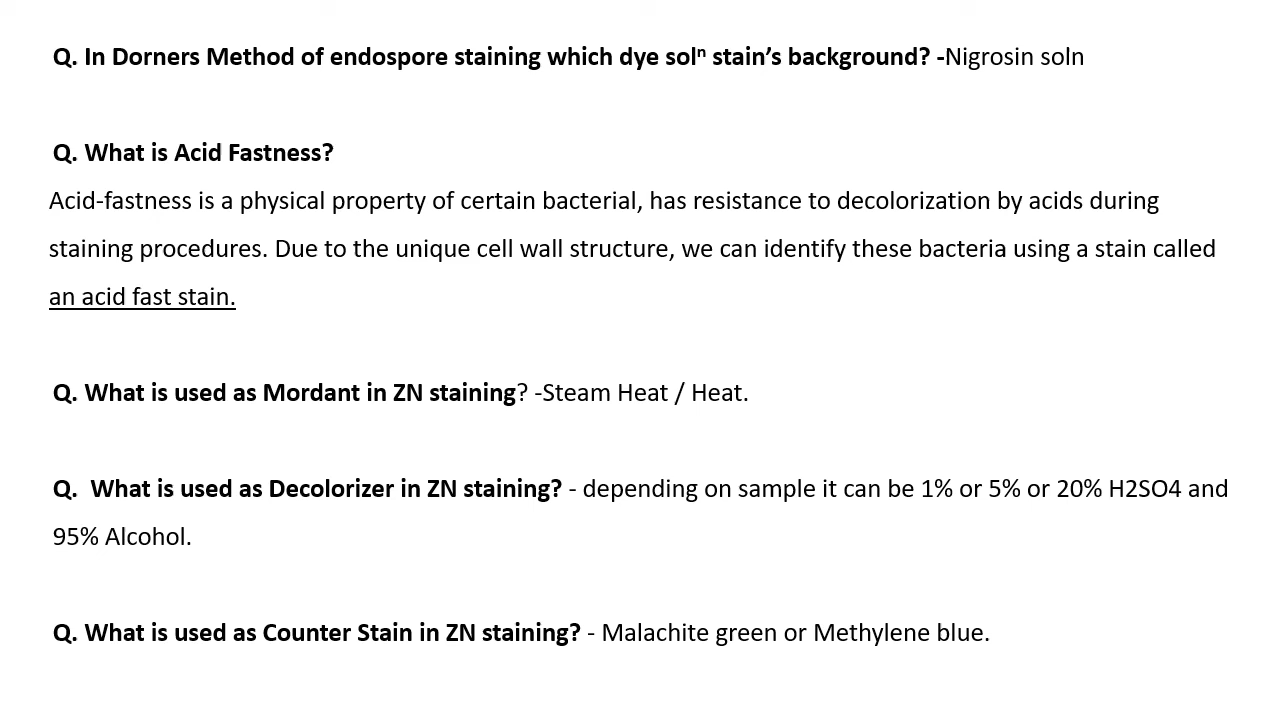 Q. In Dorners Method of endospore staining which dye solⁿ stain’s background? -Nigrosin soln
Q. What is Acid Fastness?
Acid-fastness is a physical property of certain bacterial, has resistance to decolorization by acids during
staining procedures. Due to the unique cell wall structure, we can identify these bacteria using a stain called
an acid fast stain.
Q. What is used as Mordant in ZN staining? -Steam Heat / Heat.
Q.  What is used as Decolorizer in ZN staining? - depending on sample it can be 1% or 5% or 20% H2SO4 and
95% Alcohol.
Q. What is used as Counter Stain in ZN staining? - Malachite green or Methylene blue.